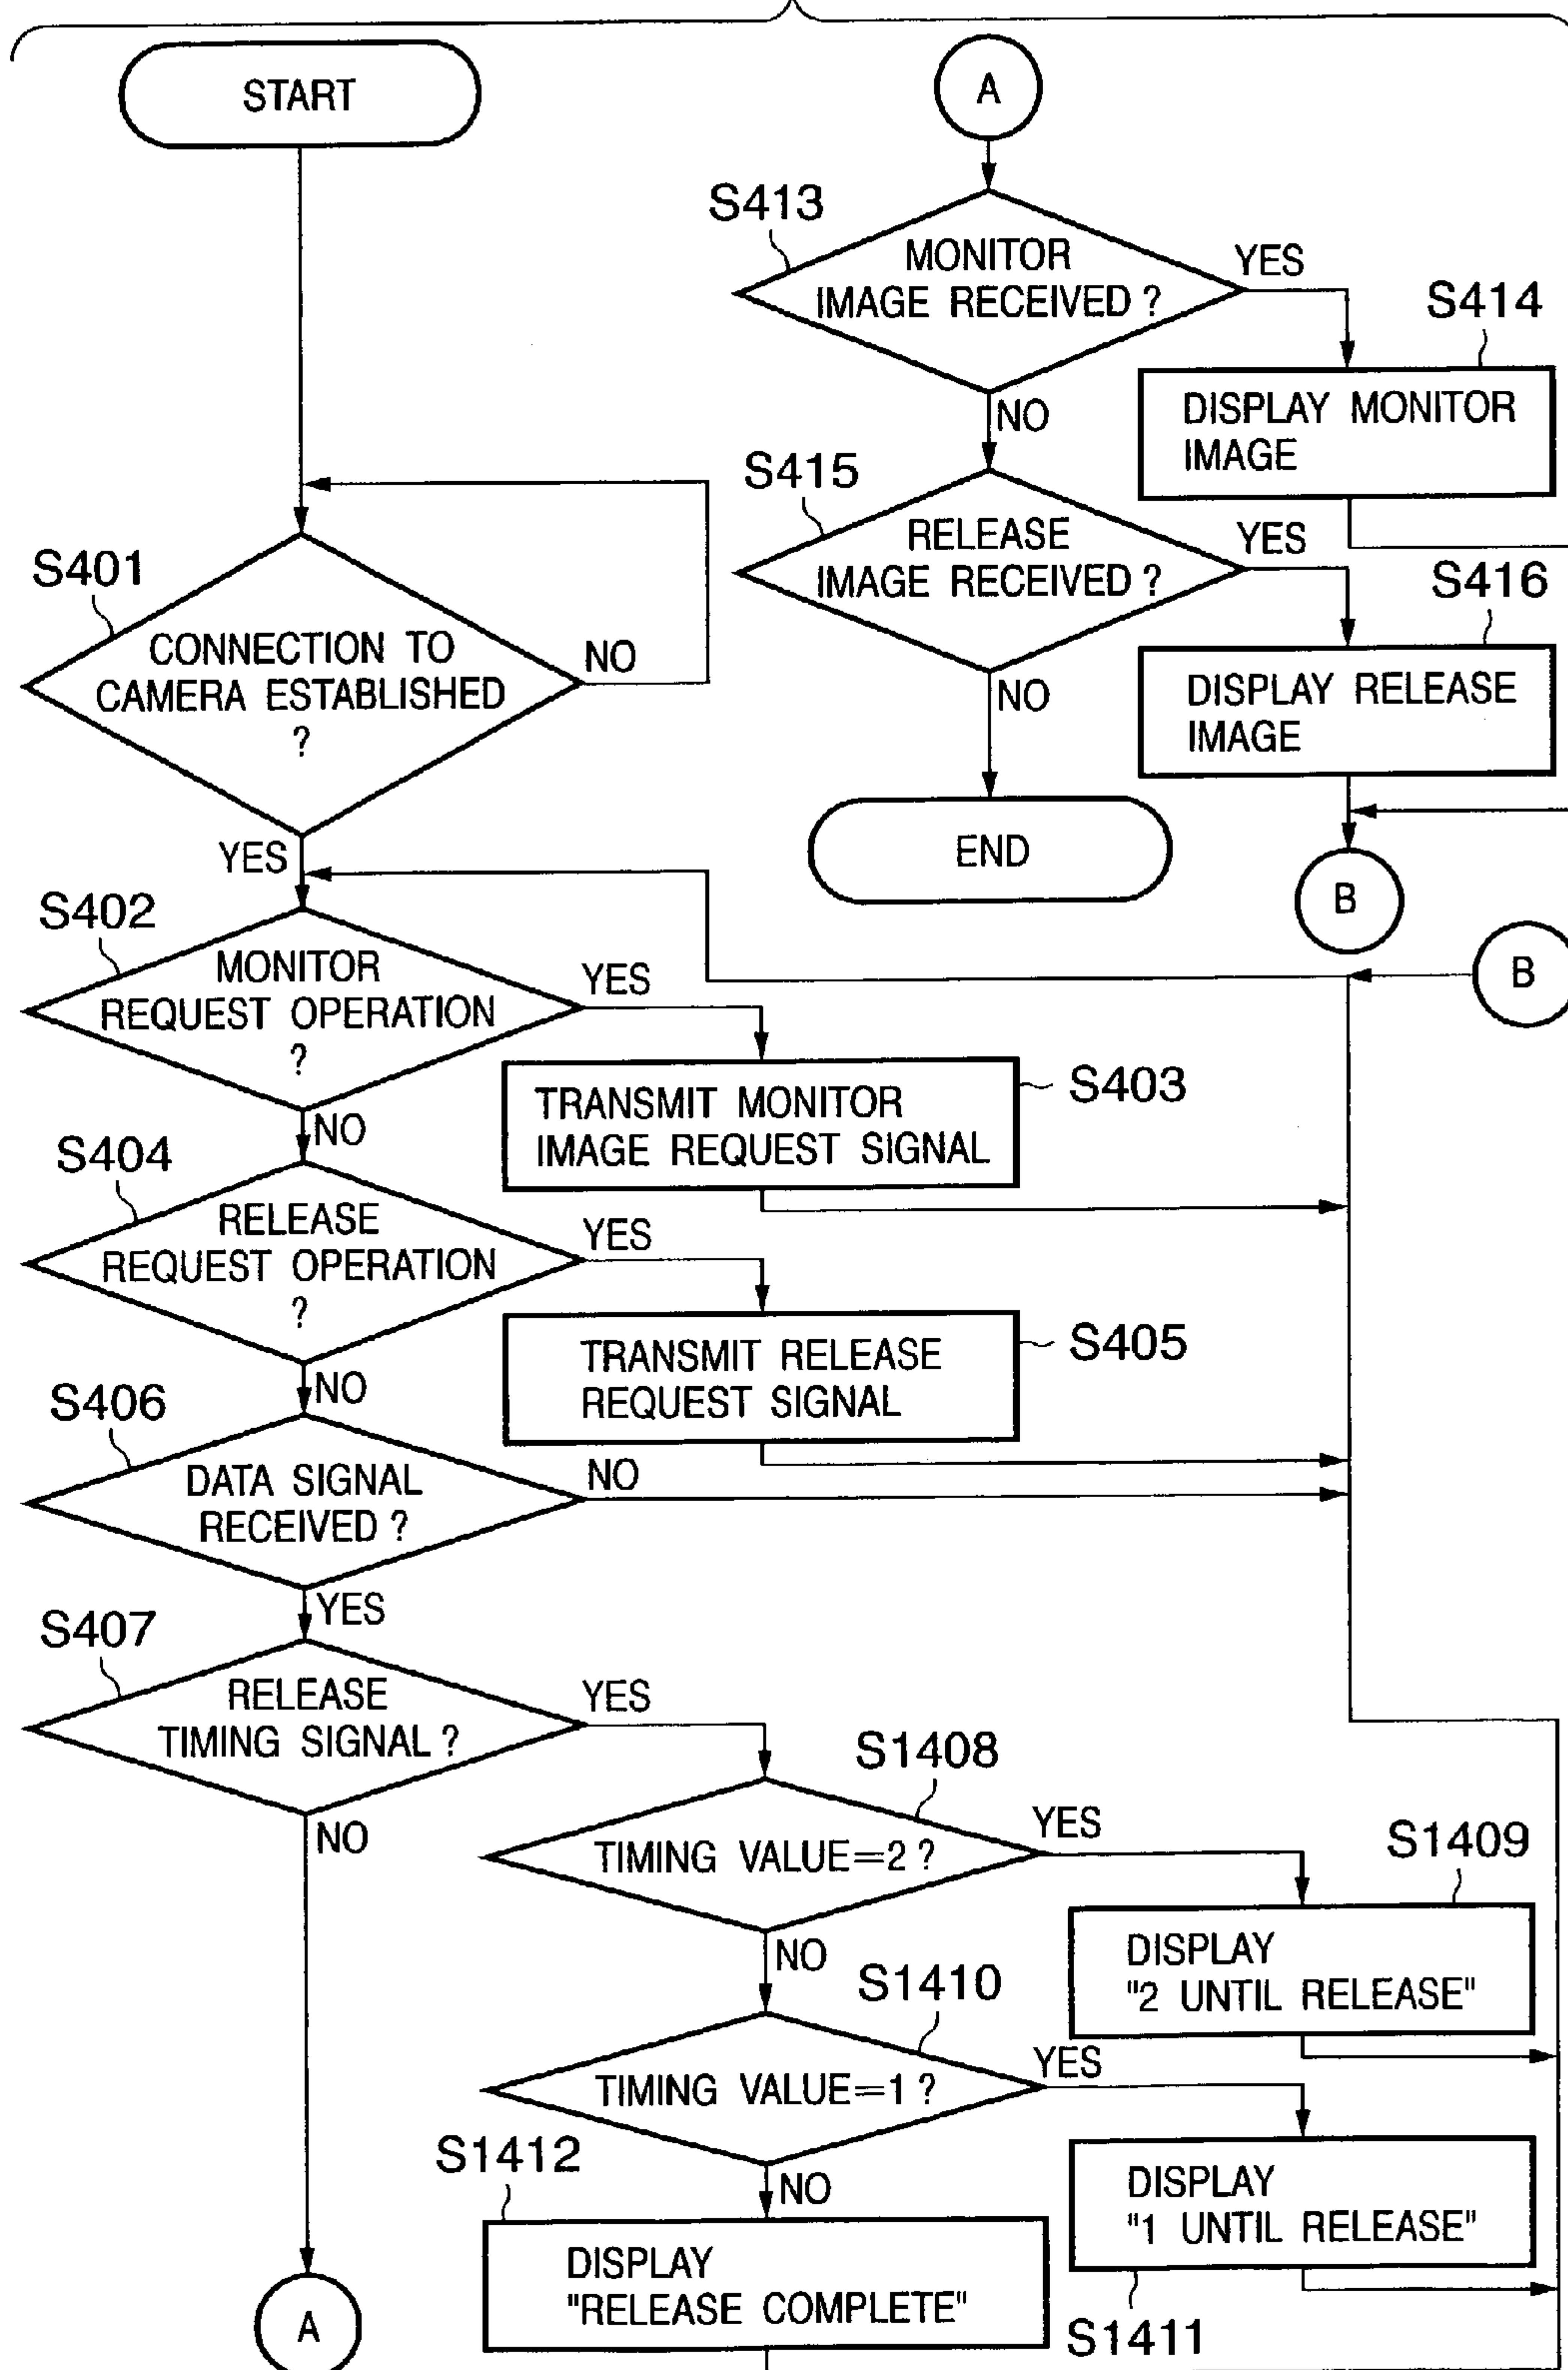 START
S401
CONNECTION TO
CAMERA ESTABLISHED
?
NO
YES
S402
MONITOR
REQUEST OPERATION
?
YES
NO
S403
TRANSMIT MONITOR
IMAGE REQUEST SIGNAL
S404
RELEASE
REQUEST OPERATION
?
YES
NO
S405
TRANSMIT RELEASE
REQUEST SIGNAL
S406
DATA SIGNAL
RECEIVED ?
NO
YES
S407
RELEASE
TIMING SIGNAL ?
YES
NO
A
S1408
TIMING VALUE=2 ?
YES
NO
S1409
DISPLAY
"2 UNTIL RELEASE"
S1410
TIMING VALUE=1 ?
YES
NO
DISPLAY
"1 UNTIL RELEASE"
S1411
S1412
DISPLAY
"RELEASE COMPLETE"
A
S413
MONITOR
IMAGE RECEIVED ?
YES
NO
S414
DISPLAY MONITOR
IMAGE
S415
RELEASE
IMAGE RECEIVED ?
YES
NO
S416
DISPLAY RELEASE
IMAGE
END
B
B